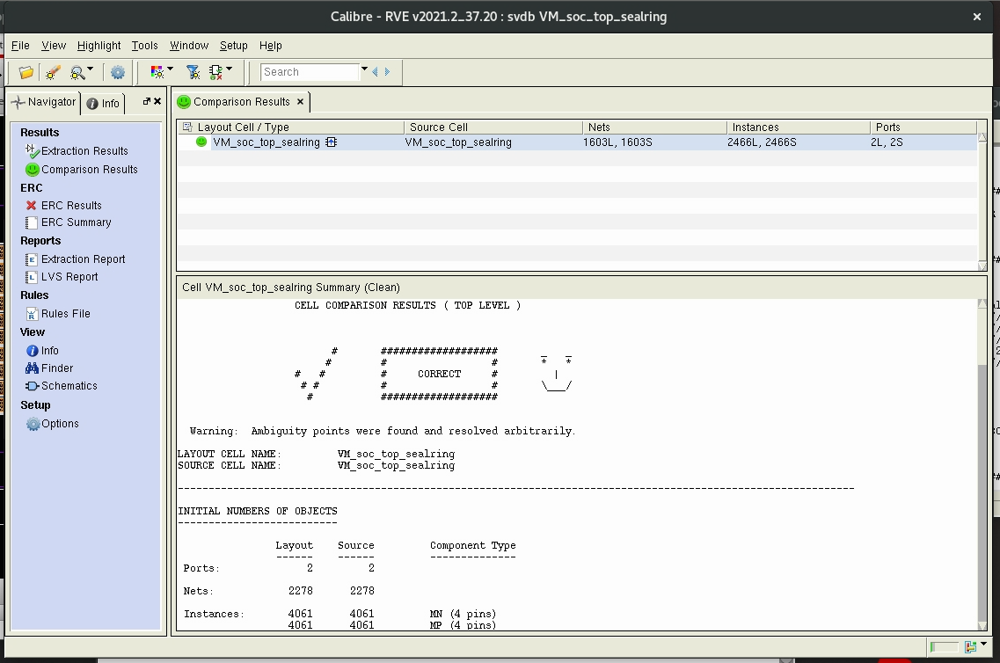 Calibre - RVE v2021.2_37.20 : svdb VM_soc_top_sealring
File View Highlight Tools Window Setup Help
Search
Navigator
Info
Results
Extraction Results
Comparison Results
ERC
ERC Results
ERC Summary
Reports
Extraction Report
LVS Report
Rules
Rules File
View
Info
Finder
Schematics
Setup
Options
Comparison Results
Layout Cell / Type Source Cell Nets Instances Ports
VM_soc_top_sealring VM_soc_top_sealring 1603L, 1603S 2466L, 2466S 2L, 2S
Cell VM_soc_top_sealring Summary (Clean)
CELL COMPARISON RESULTS ( TOP LEVEL )
# ################### _ _
# # # * *
# # # CORRECT # |
# # # # \___/
# ###################
Warning: Ambiguity points were found and resolved arbitrarily.
LAYOUT CELL NAME: VM_soc_top_sealring
SOURCE CELL NAME: VM_soc_top_sealring
--------------------------------------------------------------------------------------------------------------
INITIAL NUMBERS OF OBJECTS
--------------------------
Layout Source Component Type
------ ------ --------------
Ports: 2 2
Nets: 2278 2278
Instances: 4061 4061 MN (4 pins)
4061 4061 MP (4 pins)